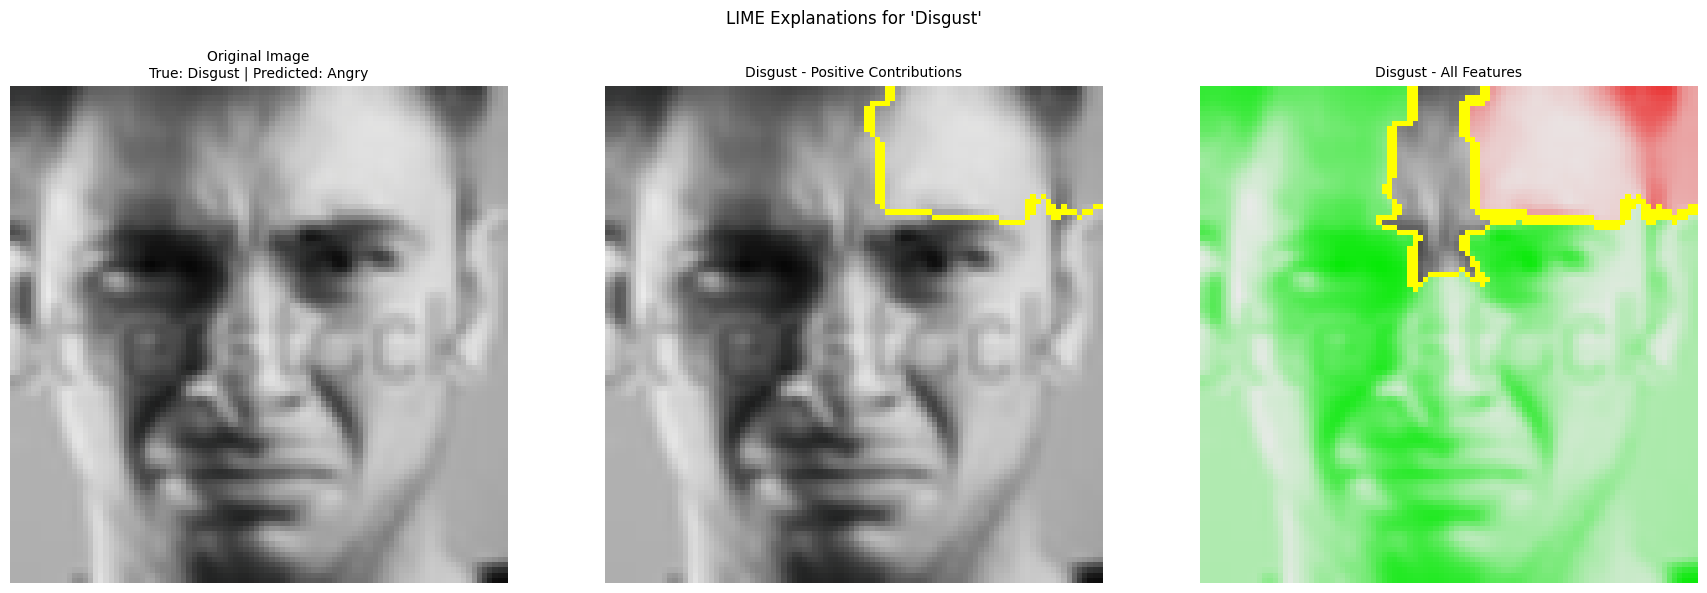 LIME Explanations for 'Disgust'
Original Image
True: Disgust | Predicted: Angry
Disgust - Positive Contributions
Disgust - All Features